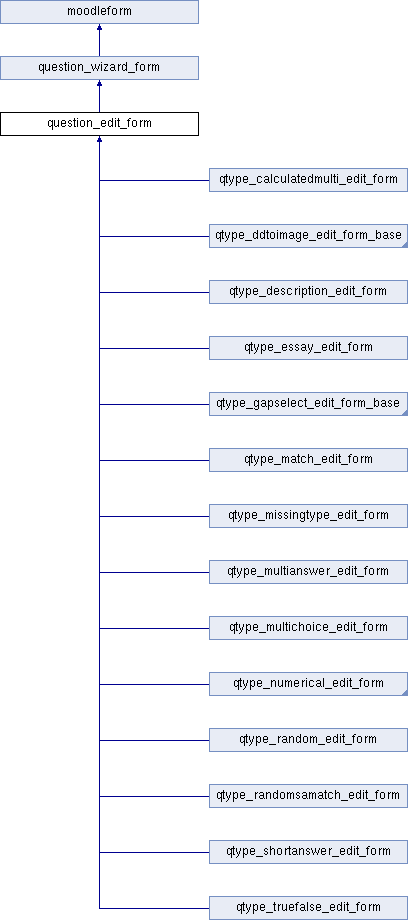 moodleform
question_wizard_form
question_edit_form
qtype_calculatedmulti_edit_form
qtype_ddtoimage_edit_form_base
qtype_description_edit_form
qtype_essay_edit_form
qtype_gapselect_edit_form_base
qtype_match_edit_form
qtype_missingtype_edit_form
qtype_multianswer_edit_form
qtype_multichoice_edit_form
qtype_numerical_edit_form
qtype_random_edit_form
qtype_randomsamatch_edit_form
qtype_shortanswer_edit_form
qtype_truefalse_edit_form